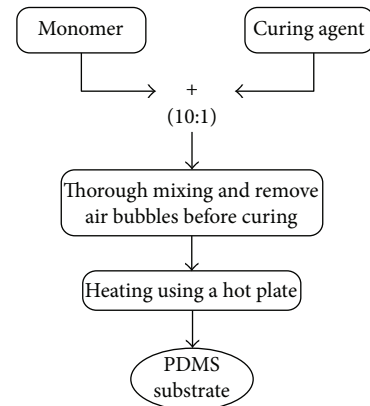 Monomer
Curing agent
+
(10:1)
Thorough mixing and remove
air bubbles before curing
Heating using a hot plate
PDMS
substrate